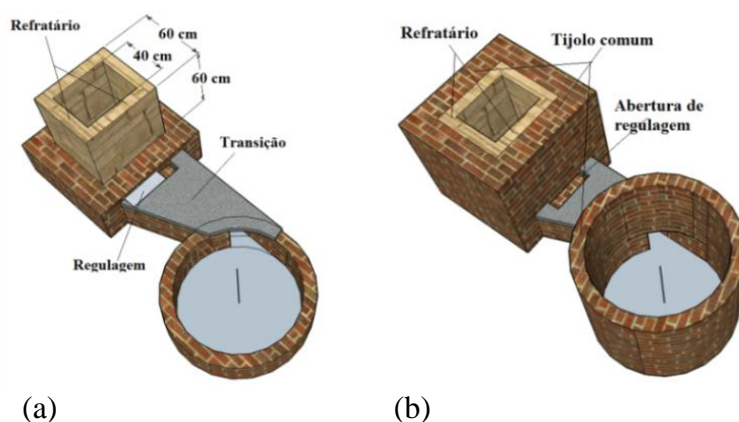 Refratário
60 cm
40 cm
60 cm
Transição
Regulagem
(a)
Refratário
Tijolo comum
Abertura de
regulagem
(b)